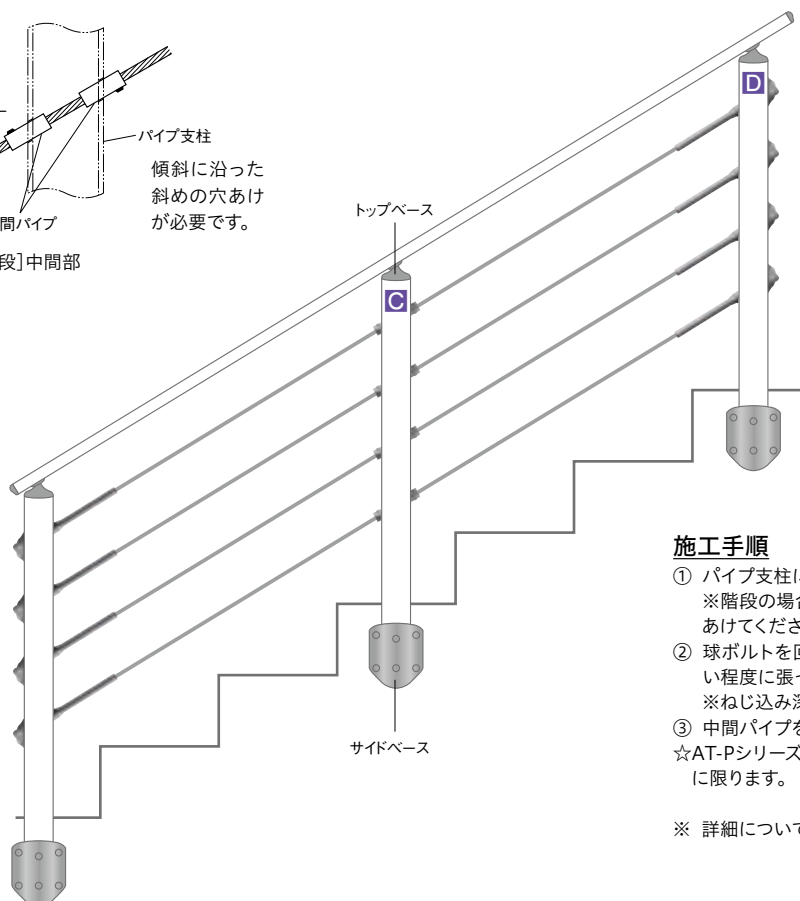 パイプ支柱
傾斜に沿った
斜めの穴あけ
が必要です。
間パイプ
段]中間部
トップベース
D
C
サイドベース
施工手順
① パイプ支柱に
※階段の場合
あけてくださ
② 球ボルトを回
い程度に張っ
※ねじ込み深
③ 中間パイプを
☆AT-Pシリーズ
に限ります。
※ 詳細について